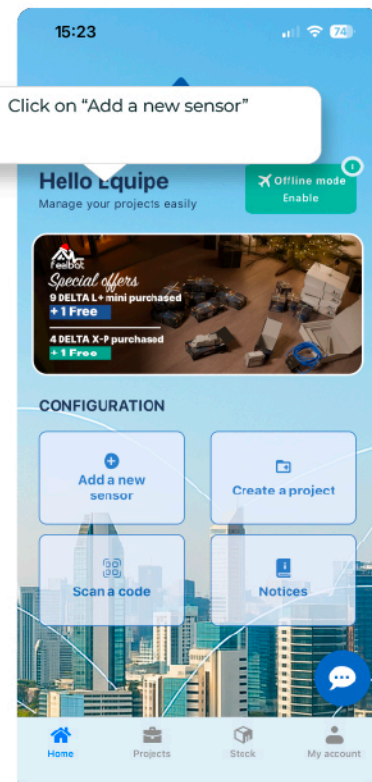 15:23
74
Click on “Add a new sensor”
Hello Equipe
Manage your projects easily
Offline mode
Enable
i
Feelbat
Special offers
9 DELTA L+ mini purchased
+ 1 Free
4 DELTA X-P purchased
+ 1 Free
CONFIGURATION
Add a new
sensor
Create a project
Scan a code
Notices
Home
Projects
Stock
My account